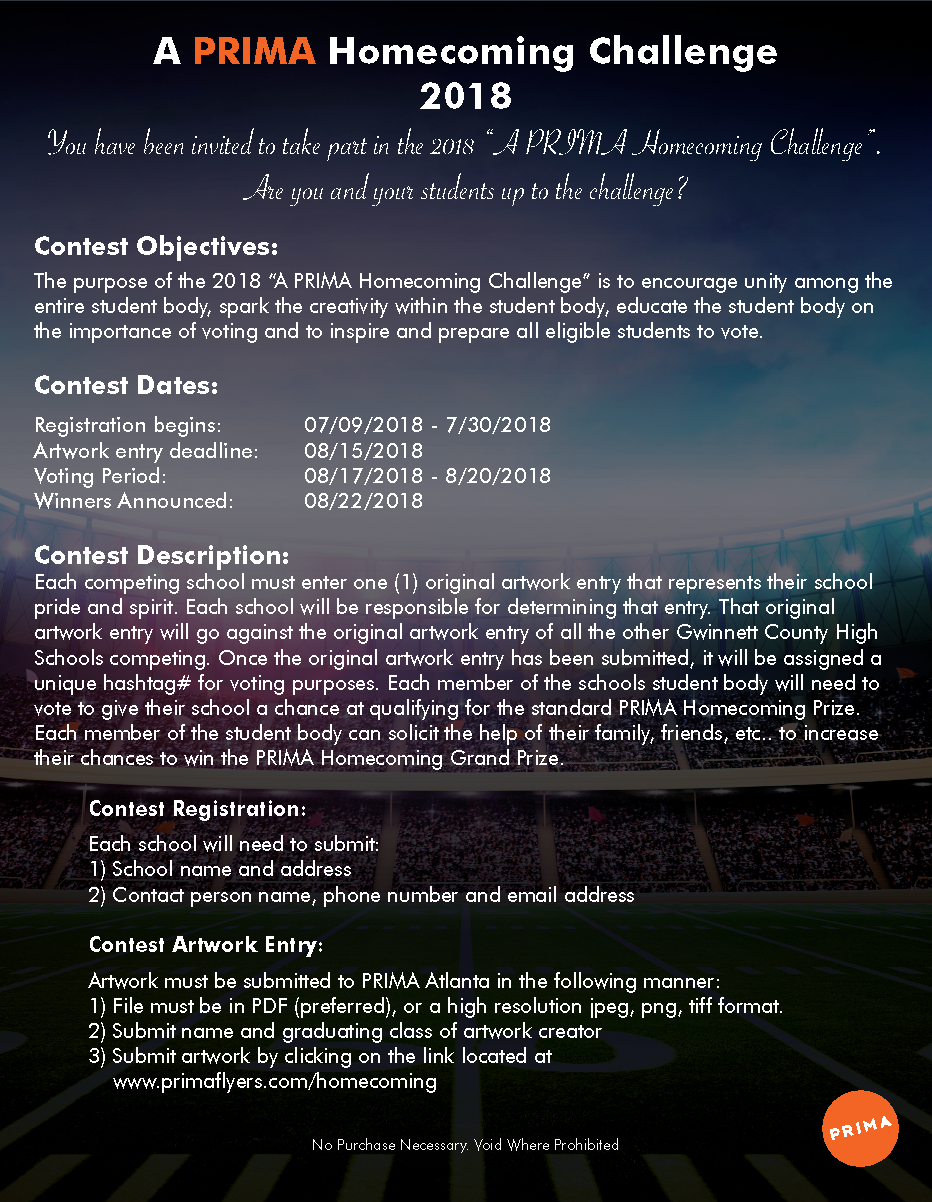 A PRIMA Homecoming Challenge
2018
You have been invited to take part in the 2018 “A PRIMA Homecoming Challenge”.
Are you and your students up to the challenge?
Contest Objectives:
The purpose of the 2018 “A PRIMA Homecoming Challenge” is to encourage unity among the
entire student body, spark the creativity within the student body, educate the student body on
the importance of voting and to inspire and prepare all eligible students to vote.
Contest Dates:
Registration begins: 07/09/2018 - 7/30/2018
Artwork entry deadline: 08/15/2018
Voting Period: 08/17/2018 - 8/20/2018
Winners Announced: 08/22/2018
Contest Description:
Each competing school must enter one (1) original artwork entry that represents their school
pride and spirit. Each school will be responsible for determining that entry. That original
artwork entry will go against the original artwork entry of all the other Gwinnett County High
Schools competing. Once the original artwork entry has been submitted, it will be assigned a
unique hashtag# for voting purposes. Each member of the schools student body will need to
vote to give their school a chance at qualifying for the standard PRIMA Homecoming Prize.
Each member of the student body can solicit the help of their family, friends, etc.. to increase
their chances to win the PRIMA Homecoming Grand Prize.
Contest Registration:
Each school will need to submit:
1) School name and address
2) Contact person name, phone number and email address
Contest Artwork Entry:
Artwork must be submitted to PRIMA Atlanta in the following manner:
1) File must be in PDF (preferred), or a high resolution jpeg, png, tiff format.
2) Submit name and graduating class of artwork creator
3) Submit artwork by clicking on the link located at
www.primaflyers.com/homecoming
PRIMA
No Purchase Necessary. Void Where Prohibited